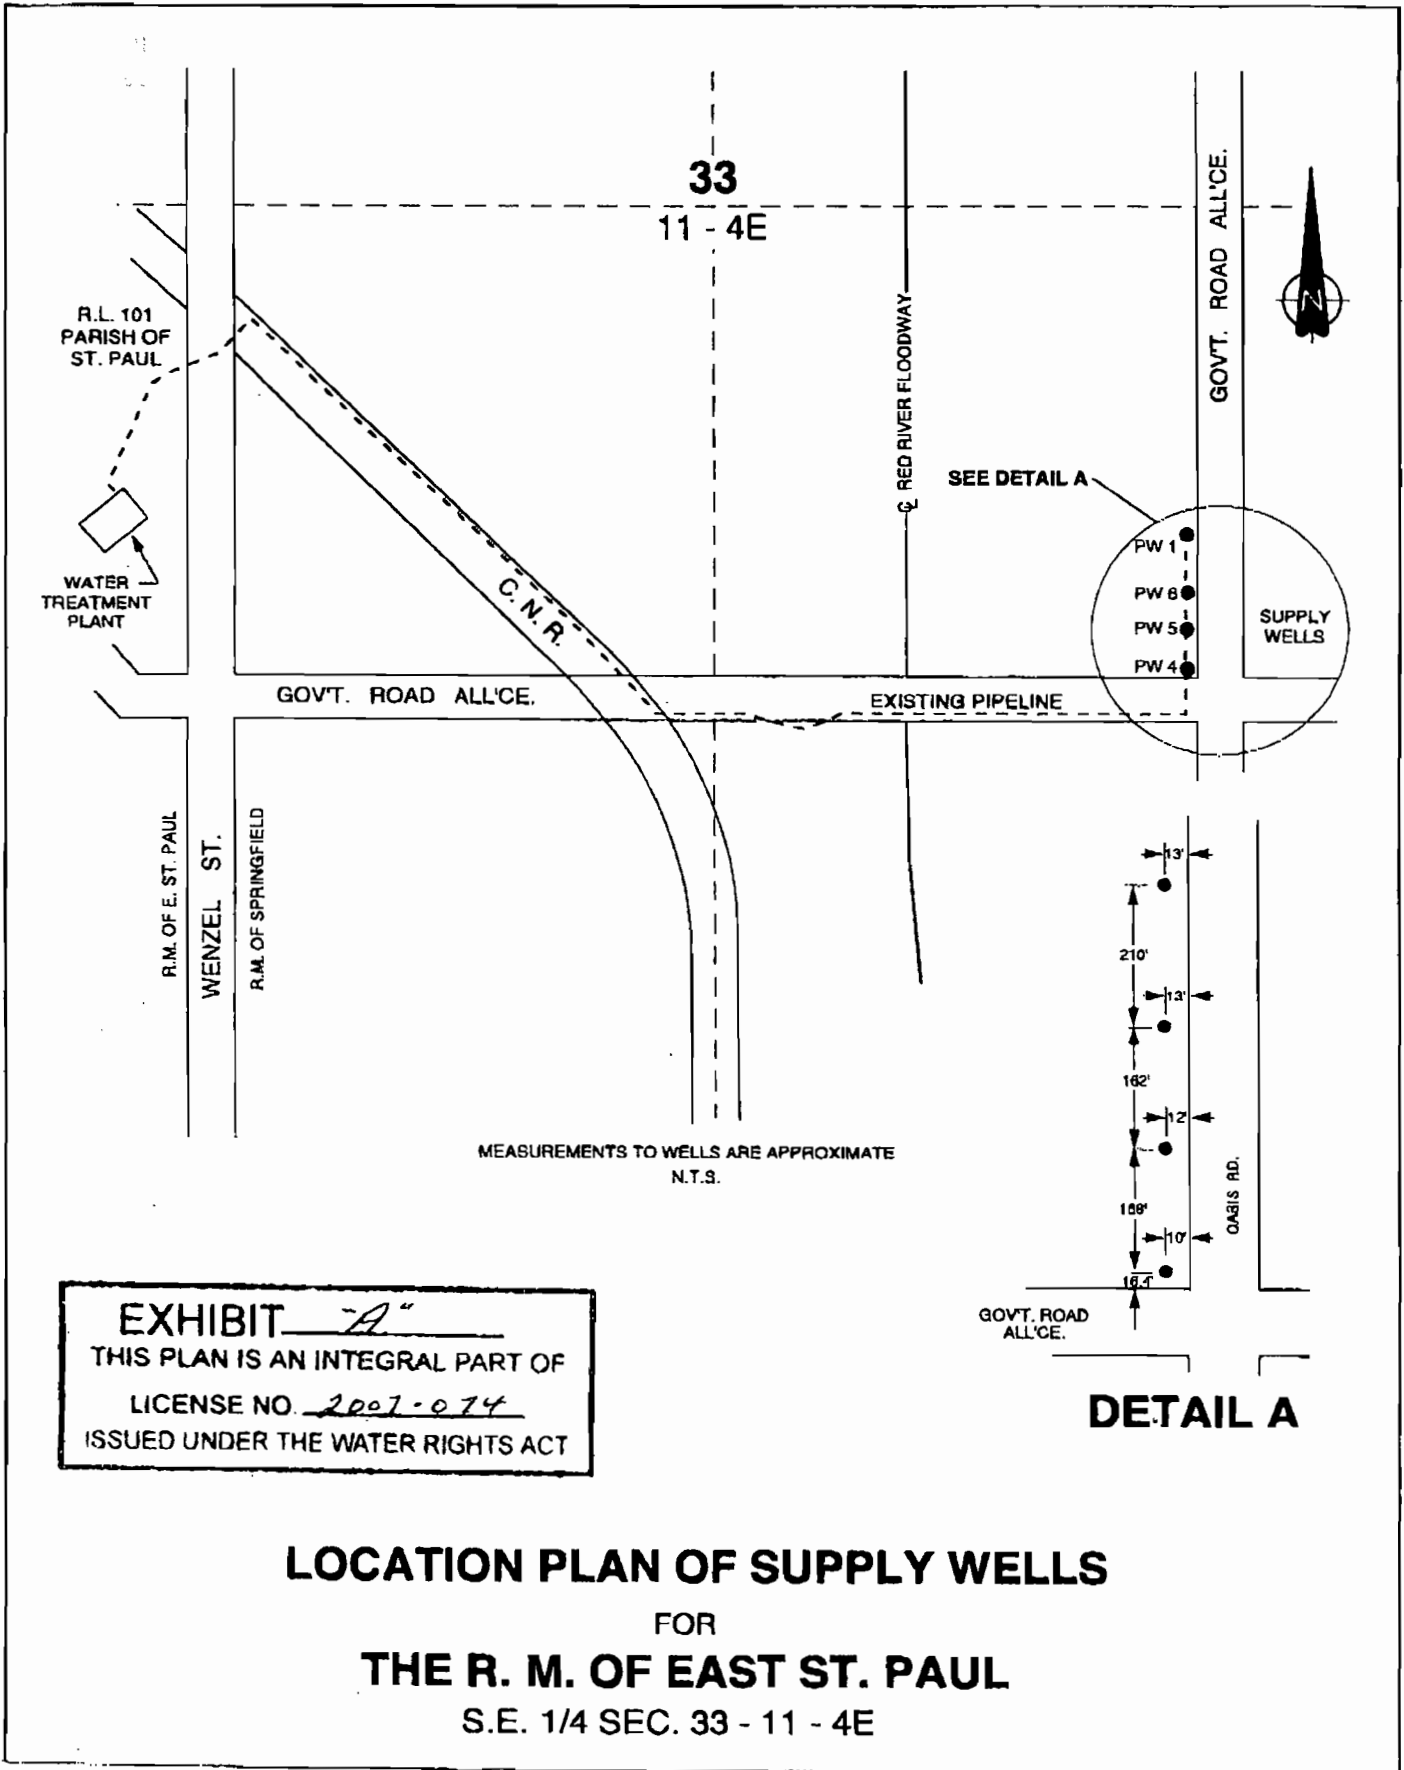 33
11 - 4E
GOV'T. ROAD ALL'CE.
N
R.L. 101
PARISH OF
ST. PAUL
℄ RED RIVER FLOODWAY
SEE DETAIL A
PW 1
PW 6
PW 5
PW 4
SUPPLY
WELLS
WATER
TREATMENT
PLANT
C. N. R.
GOV'T. ROAD ALL'CE.
EXISTING PIPELINE
R.M. OF E. ST. PAUL
WENZEL ST.
R.M. OF SPRINGFIELD
13'
210'
13'
162'
12'
10'
MEASUREMENTS TO WELLS ARE APPROXIMATE
N.T.S.
RD.
GOV'T. ROAD
ALL'CE.
DETAIL A
EXHIBIT "A"
THIS PLAN IS AN INTEGRAL PART OF
LICENSE NO. 2007-074
ISSUED UNDER THE WATER RIGHTS ACT
LOCATION PLAN OF SUPPLY WELLS
FOR
THE R. M. OF EAST ST. PAUL
S.E. 1/4 SEC. 33 - 11 - 4E